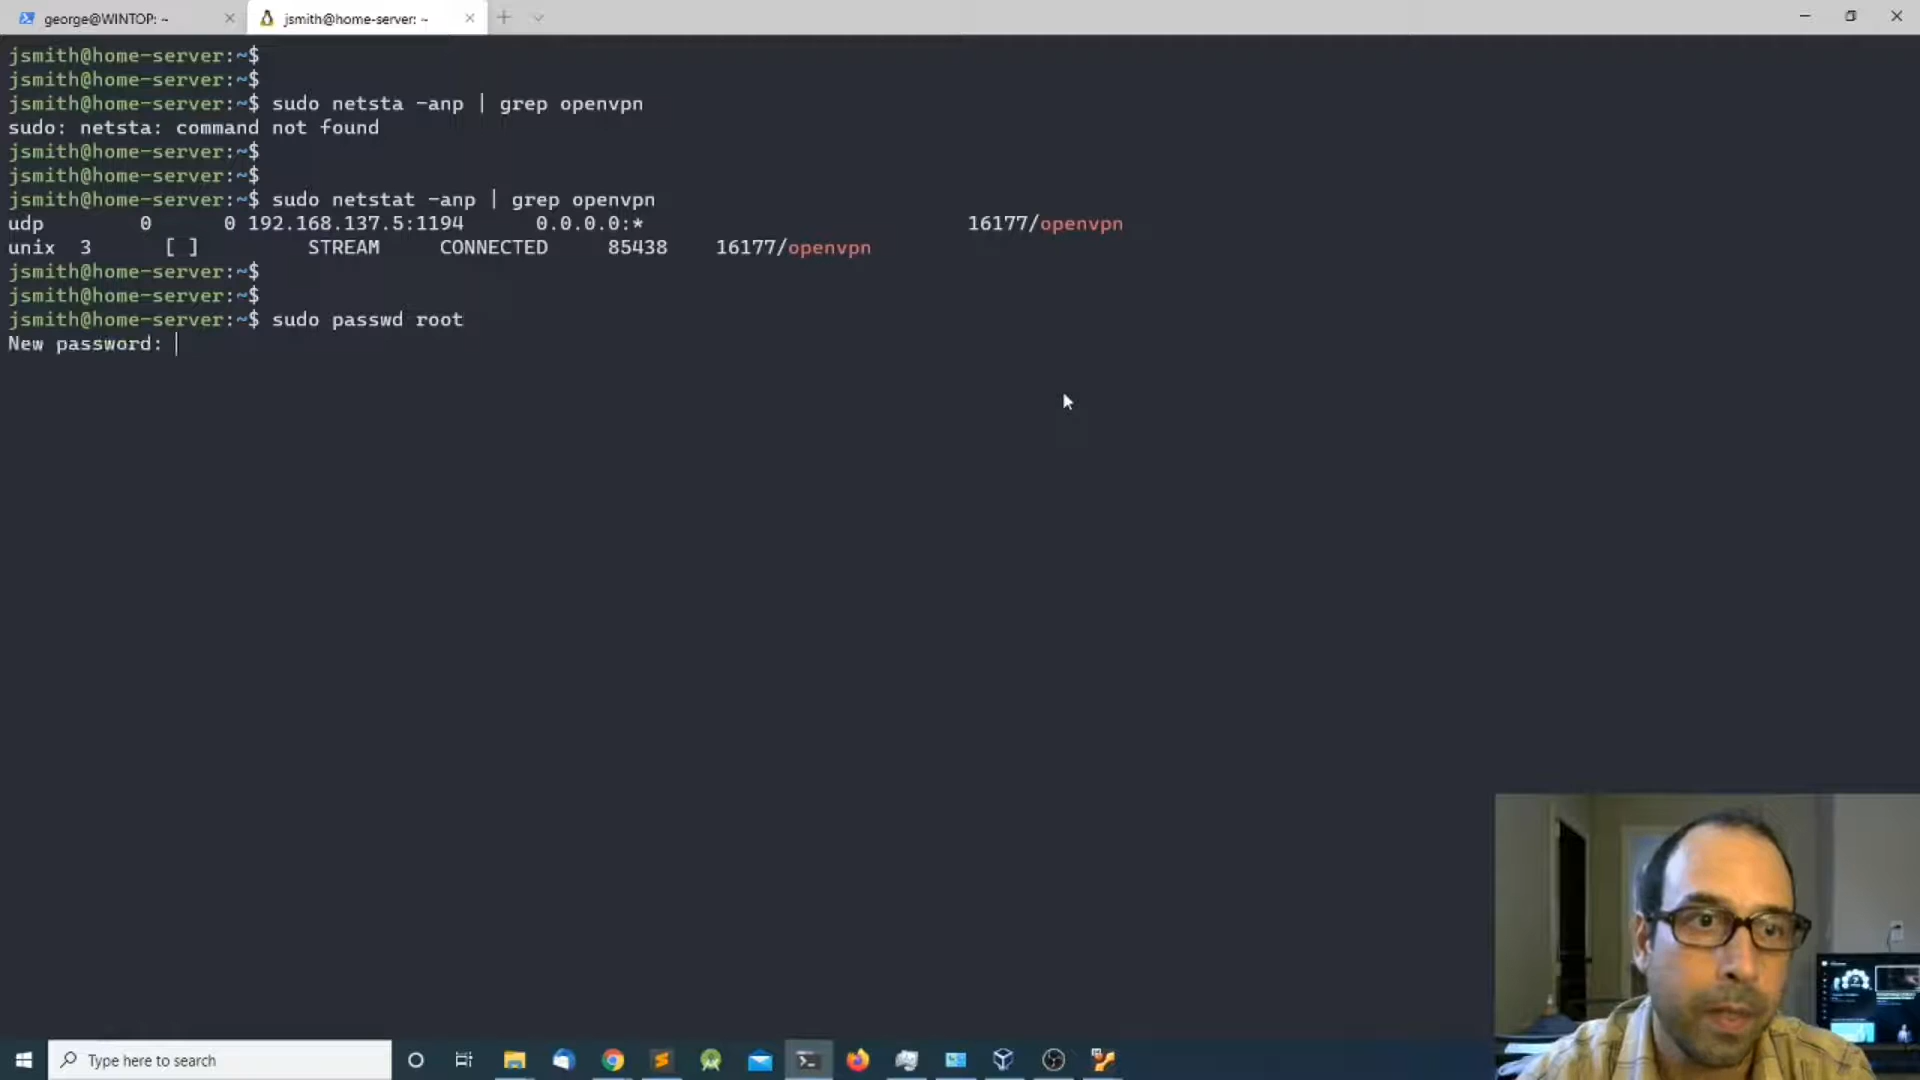 george@WINTOP: ~
jsmith@home-server: ~
jsmith@home-server:~$
jsmith@home-server:~$
jsmith@home-server:~$ sudo netsta -anp | grep openvpn
sudo: netsta: command not found
jsmith@home-server:~$
jsmith@home-server:~$
jsmith@home-server:~$ sudo netstat -anp | grep openvpn
udp 0 0 192.168.137.5:1194 0.0.0.0:* 16177/openvpn
unix 3 [ ] STREAM CONNECTED 85438 16177/openvpn
jsmith@home-server:~$
jsmith@home-server:~$
jsmith@home-server:~$ sudo passwd root
New password:
Type here to search